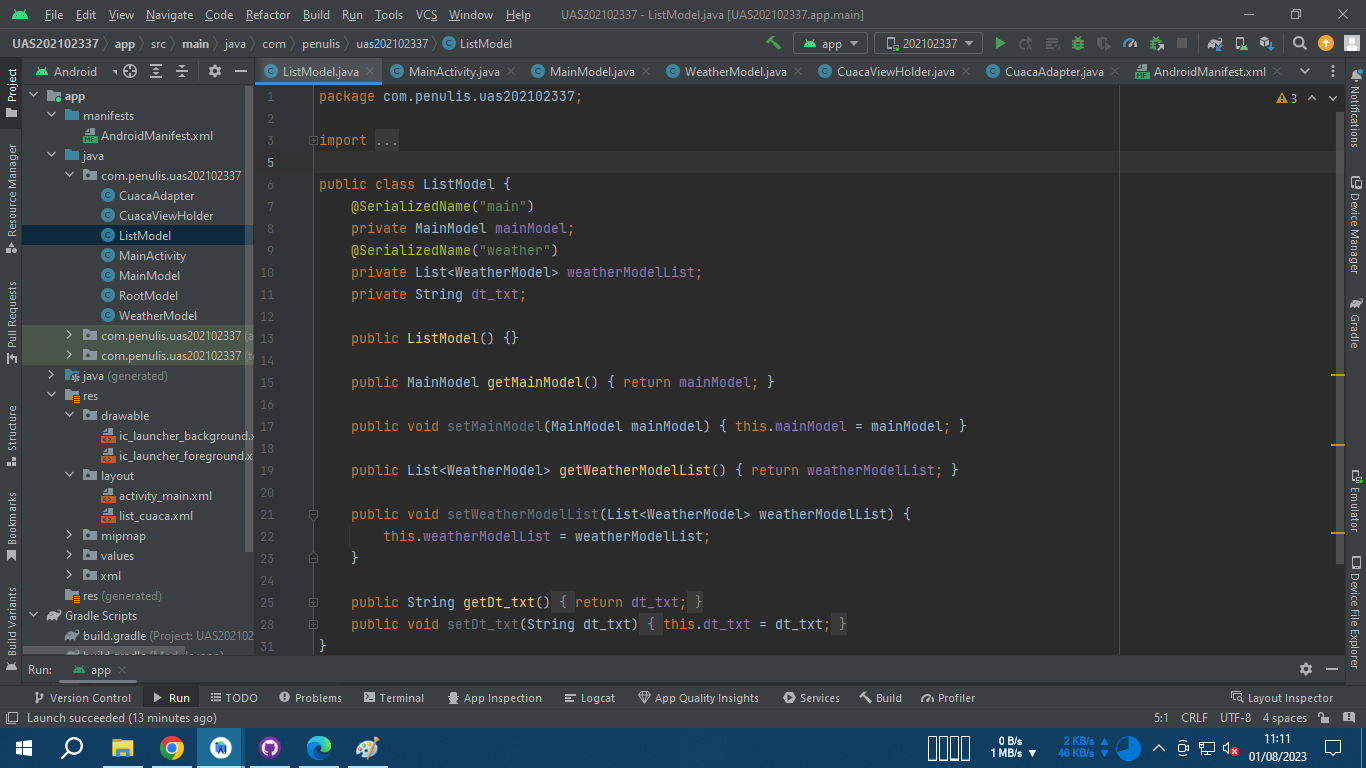 File Edit View Navigate Code Refactor Build Run Tools VCS Window Help UAS202102337 - ListModel.java [UAS202102337.app.main]
UAS202102337 app src main java com penulis uas202102337 ListModel app 202102337
Android ListModel.java MainActivity.java MainModel.java WeatherModel.java CuacaViewHolder.java CuacaAdapter.java AndroidManifest.xml
Project
Resource Manager
Pull Requests
Structure
Bookmarks
Build Variants
app
manifests
AndroidManifest.xml
java
com.penulis.uas202102337
CuacaAdapter
CuacaViewHolder
ListModel
MainActivity
MainModel
RootModel
WeatherModel
com.penulis.uas202102337
com.penulis.uas202102337
java (generated)
res
drawable
ic_launcher_background.x
ic_launcher_foreground.x
layout
activity_main.xml
list_cuaca.xml
mipmap
values
xml
res (generated)
Gradle Scripts
build.gradle (Project: UAS202102
1 package com.penulis.uas202102337;
2
3 import ...
5
6 public class ListModel {
7 @SerializedName("main")
8 private MainModel mainModel;
9 @SerializedName("weather")
10 private List<WeatherModel> weatherModelList;
11 private String dt_txt;
12
13 public ListModel() {}
14
15 public MainModel getMainModel() { return mainModel; }
16
17 public void setMainModel(MainModel mainModel) { this.mainModel = mainModel; }
18
19 public List<WeatherModel> getWeatherModelList() { return weatherModelList; }
20
21 public void setWeatherModelList(List<WeatherModel> weatherModelList) {
22 this.weatherModelList = weatherModelList;
23 }
24
25 public String getDt_txt() { return dt_txt; }
28 public void setDt_txt(String dt_txt) { this.dt_txt = dt_txt; }
31 }
3
Notifications
Device Manager
Gradle
Emulator
Device File Explorer
Run: app
Version Control Run TODO Problems Terminal App Inspection Logcat App Quality Insights Services Build Profiler Layout Inspector
Launch succeeded (13 minutes ago) 5:1 CRLF UTF-8 4 spaces
0 B/s 2 KB/s 11:11
1 MB/s 46 KB/s 01/08/2023